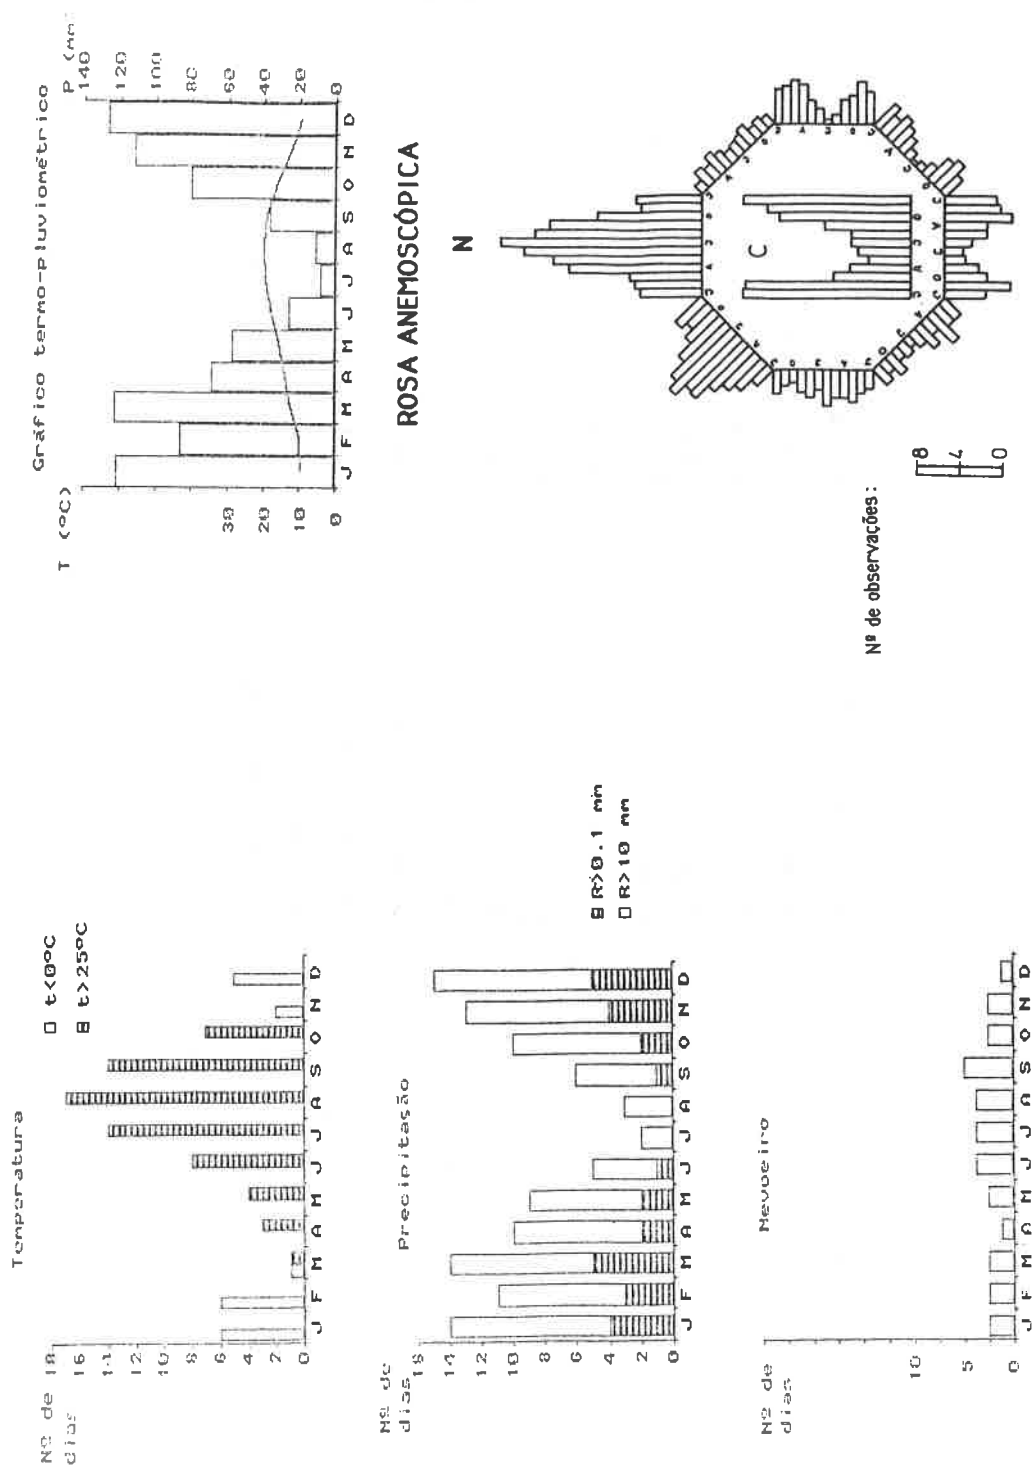 Temperatura
Nº de
dias
□ t<0ºC
▤ t>25ºC
18
16
14
12
10
8
6
4
2
0
J F M A M J J A S O N D
Precipitação
Nº de
dias
▤ R>0.1 mm
□ R>10 mm
16
14
12
10
8
6
4
2
0
J F M A M J J A S O N D
Nevoeiro
Nº de
dias
10
5
0
J F M A M J J A S O N D
Gráfico termo-pluviométrico
T (ºC)
P (mm
30
20
10
0
140
120
100
80
60
40
20
0
J F M A M J J A S O N D
ROSA ANEMOSCÓPICA
N
C
Nº de observações:
8
4
0